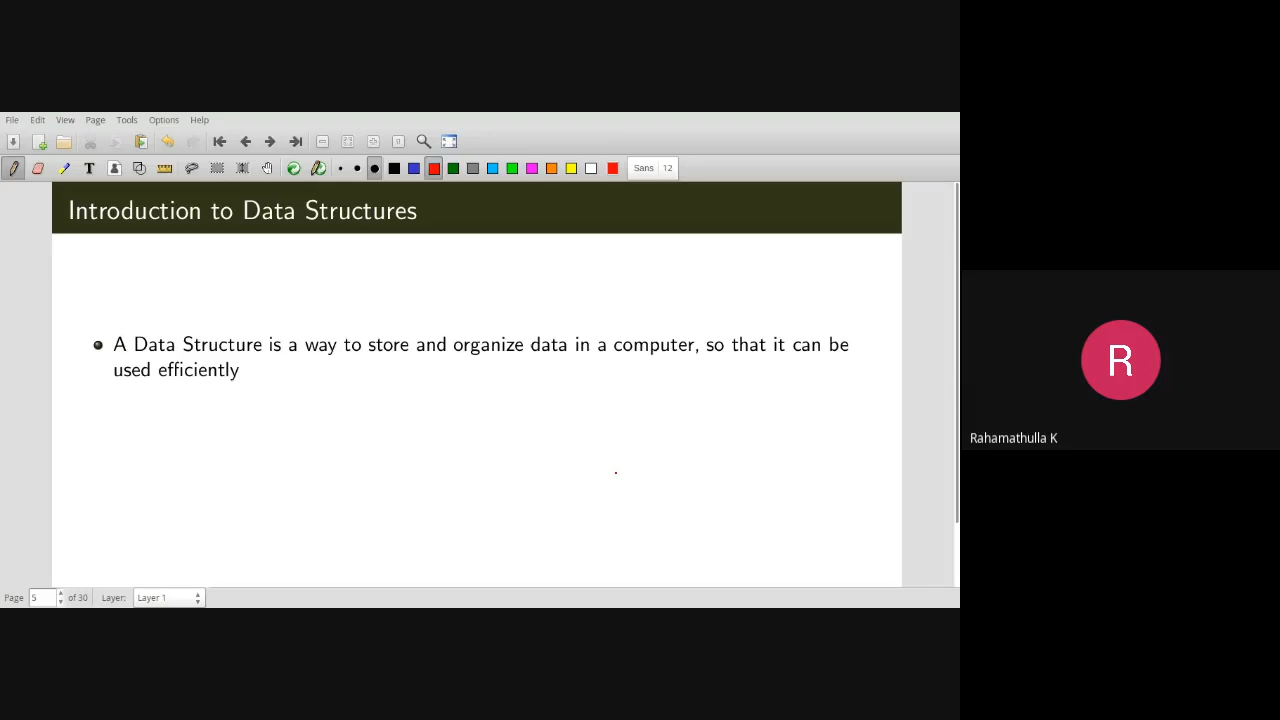 File Edit View Page Tools Options Help
T Sans 12
Introduction to Data Structures
A Data Structure is a way to store and organize data in a computer, so that it can be
used efficiently
R
Rahamathulla K
Page 5 of 30 Layer: Layer 1